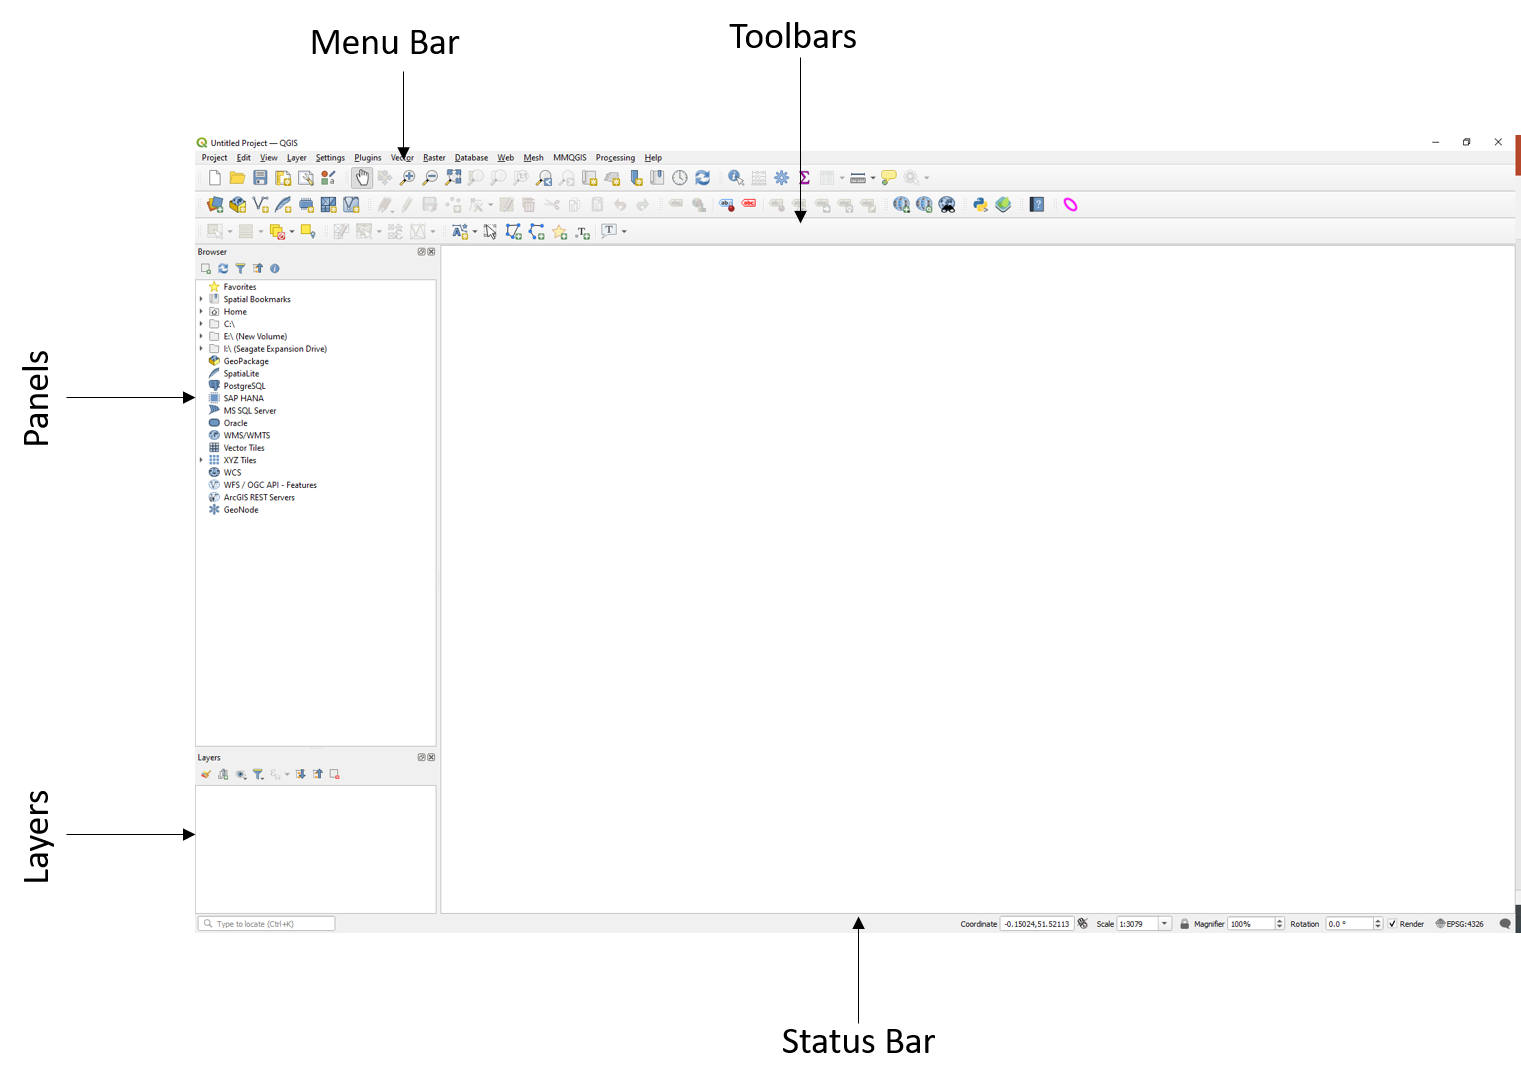 Menu Bar
Toolbars
Untitled Project — QGIS
Project Edit View Layer Settings Plugins Vector Raster Database Web Mesh MMQGIS Processing Help
Browser
Favorites
Spatial Bookmarks
Home
C:\
E:\ (New Volume)
I:\ (Seagate Expansion Drive)
GeoPackage
SpatiaLite
PostgreSQL
SAP HANA
MS SQL Server
Oracle
WMS/WMTS
Vector Tiles
XYZ Tiles
WCS
WFS / OGC API - Features
ArcGIS REST Servers
GeoNode
Panels
Layers
Layers
Type to locate (Ctrl+K)
Coordinate -0.15024,51.52113 Scale 1:3079 Magnifier 100% Rotation 0.0 ° Render EPSG:4326
Status Bar